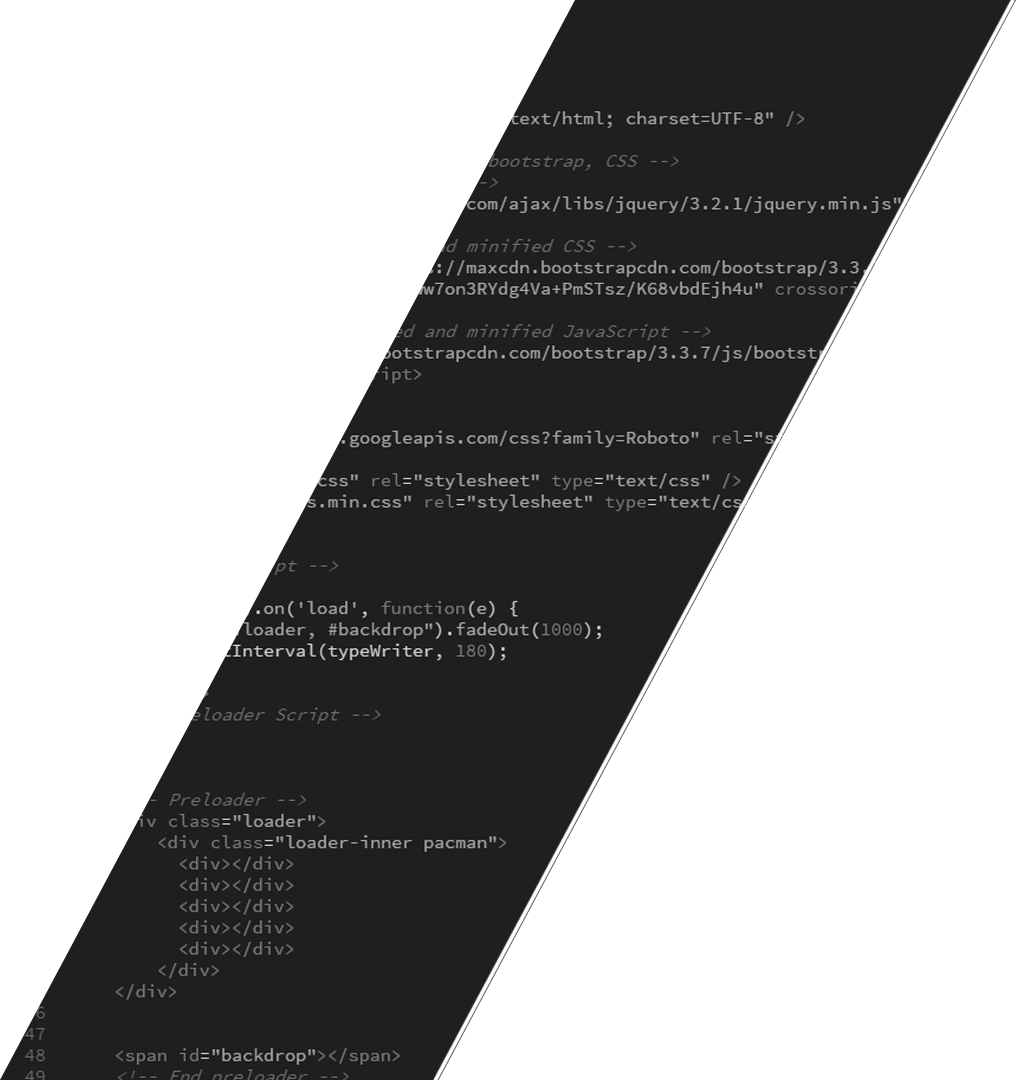 text/html; charset=UTF-8" />
bootstrap, CSS -->
->
com/ajax/libs/jquery/3.2.1/jquery.min.js"
d minified CSS -->
://maxcdn.bootstrapcdn.com/bootstrap/3.3.
w7on3RYdg4Va+PmSTsz/K68vbdEjh4u" crossori
ed and minified JavaScript -->
ootstrapcdn.com/bootstrap/3.3.7/js/bootst
ript>
.googleapis.com/css?family=Roboto" rel="s
css" rel="stylesheet" type="text/css" />
s.min.css" rel="stylesheet" type="text/cs
pt -->
.on('load', function(e) {
loader, #backdrop").fadeOut(1000);
Interval(typeWriter, 180);
eloader Script -->
- Preloader -->
iv class="loader">
<div class="loader-inner pacman">
<div></div>
<div></div>
<div></div>
<div></div>
<div></div>
</div>
</div>
6
47
48 <span id="backdrop"></span>
49 <!-- End preloader -->